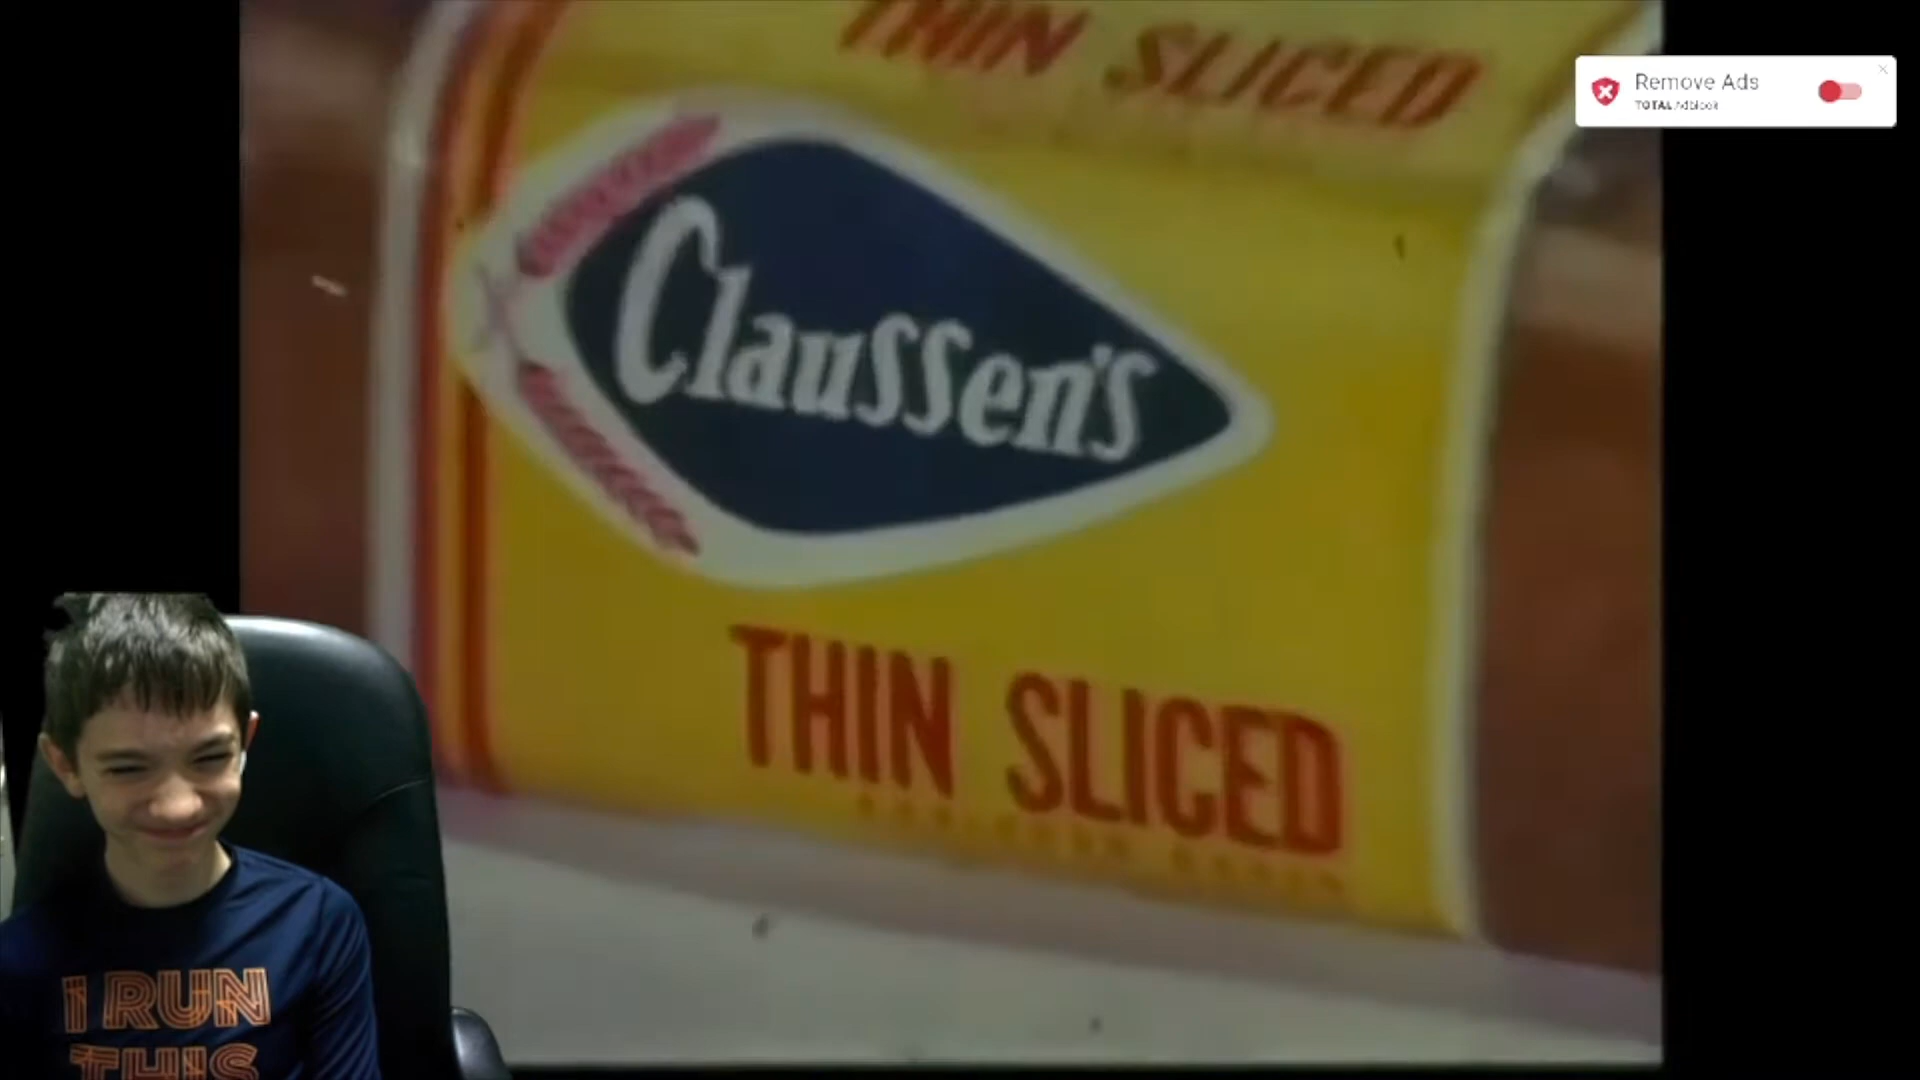 THIN SLICED
Remove Ads
TOTAL Adblock
Claussen's
THIN SLICED
I RUN
THIS